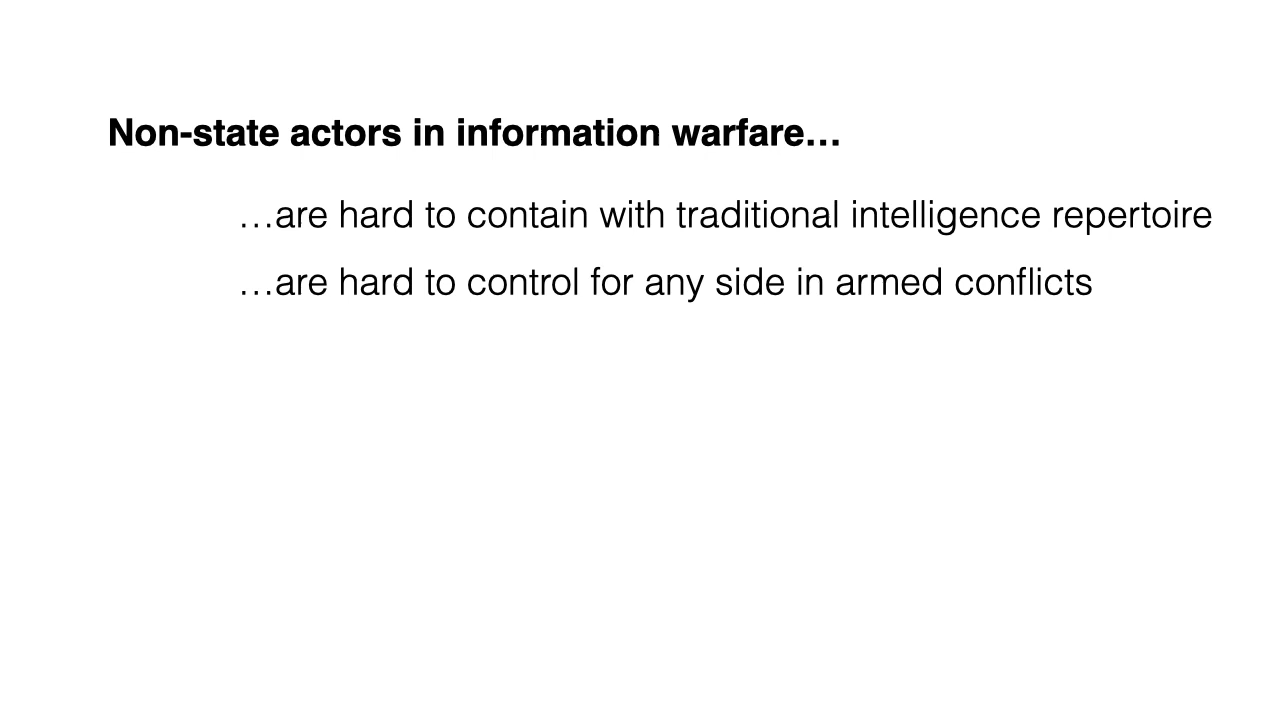 Non-state actors in information warfare…
…are hard to contain with traditional intelligence repertoire
…are hard to control for any side in armed conflicts